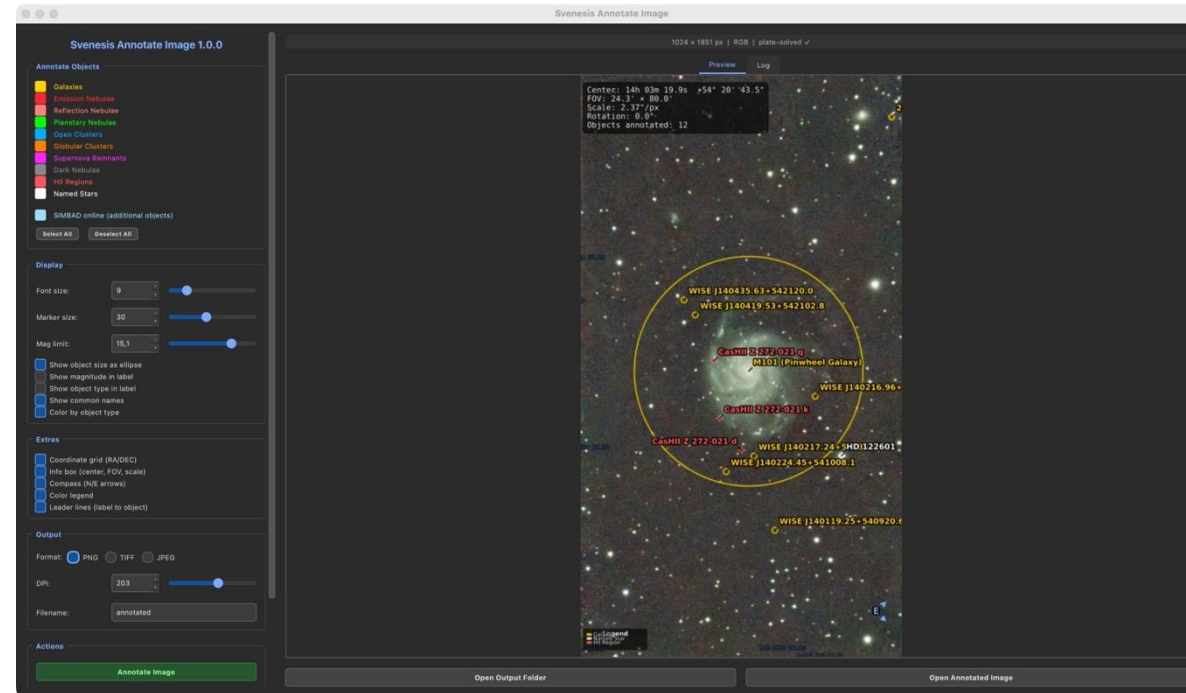 Svenesis Annotate Image
Svenesis Annotate Image 1.0.0
Annotate Objects
Galaxies
Emission Nebulae
Reflection Nebulae
Planetary Nebulae
Open Clusters
Globular Clusters
Supernova Remnants
Dark Nebulae
HII Regions
Named Stars
SIMBAD online (additional objects)
Select All
Deselect All
Display
Font size: 9
Marker size: 30
Mag limit: 15,1
Show object size as ellipse
Show magnitude in label
Show object type in label
Show common names
Color by object type
Extras
Coordinate grid (RA/DEC)
Info box (center, FOV, scale)
Compass (N/E arrows)
Color legend
Leader lines (label to object)
Output
Format: PNG TIFF JPEG
DPI: 203
Filename: annotated
Actions
Annotate Image
1024 × 1851 px | RGB | plate-solved ✓
Preview Log
Center: 14h 03m 19.9s +54° 20' 43.5"
FOV: 24.3' × 80.0'
Scale: 2.37"/px
Rotation: 0.0°
Objects annotated: 12
WISE J140435.63+542120.0
WISE J140419.53+542102.8
CasHII Z 272-021 q
M101 (Pinwheel Galaxy)
WISE J140216.96+
CasHII Z 272-021 k
CasHII Z 272-021 d
WISE J140217.24+5
HD 122601
WISE J140224.45+541008.1
WISE J140119.25+540920.6
E
Legend
Named Star
HII Region
Open Output Folder
Open Annotated Image